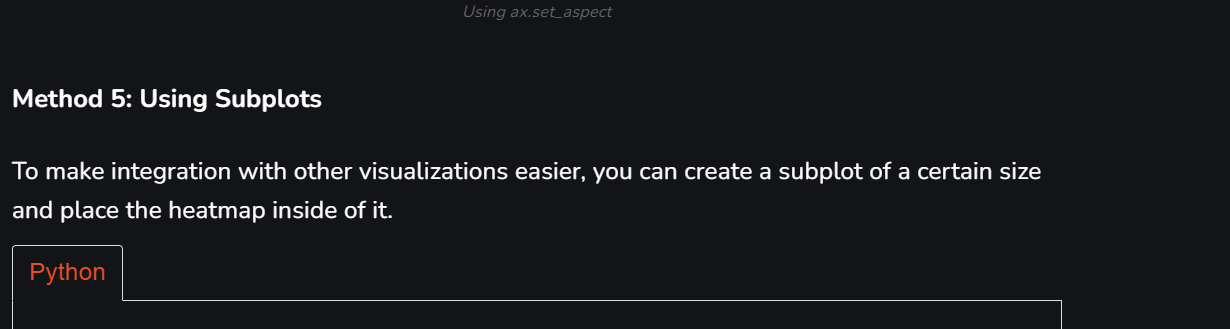 Using ax.set_aspect
Method 5: Using Subplots
To make integration with other visualizations easier, you can create a subplot of a certain size
and place the heatmap inside of it.
Python